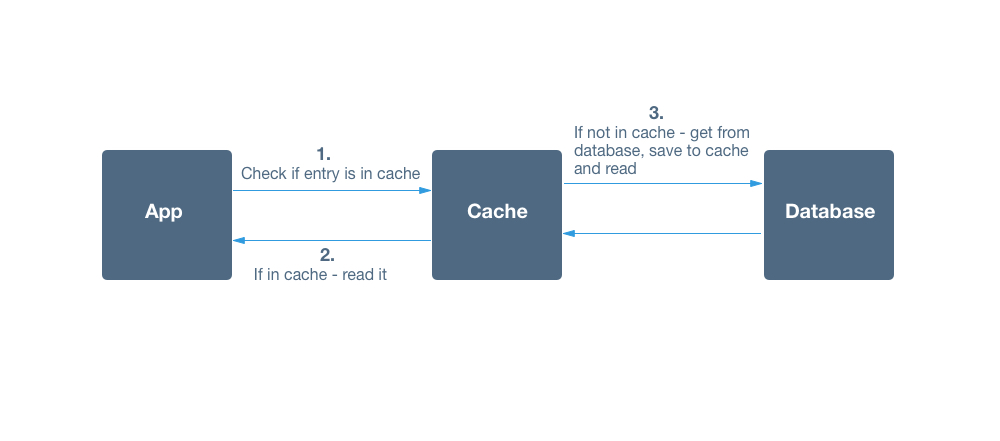 App
1.
Check if entry is in cache
2.
If in cache - read it
Cache
3.
If not in cache - get from
database, save to cache
and read
Database